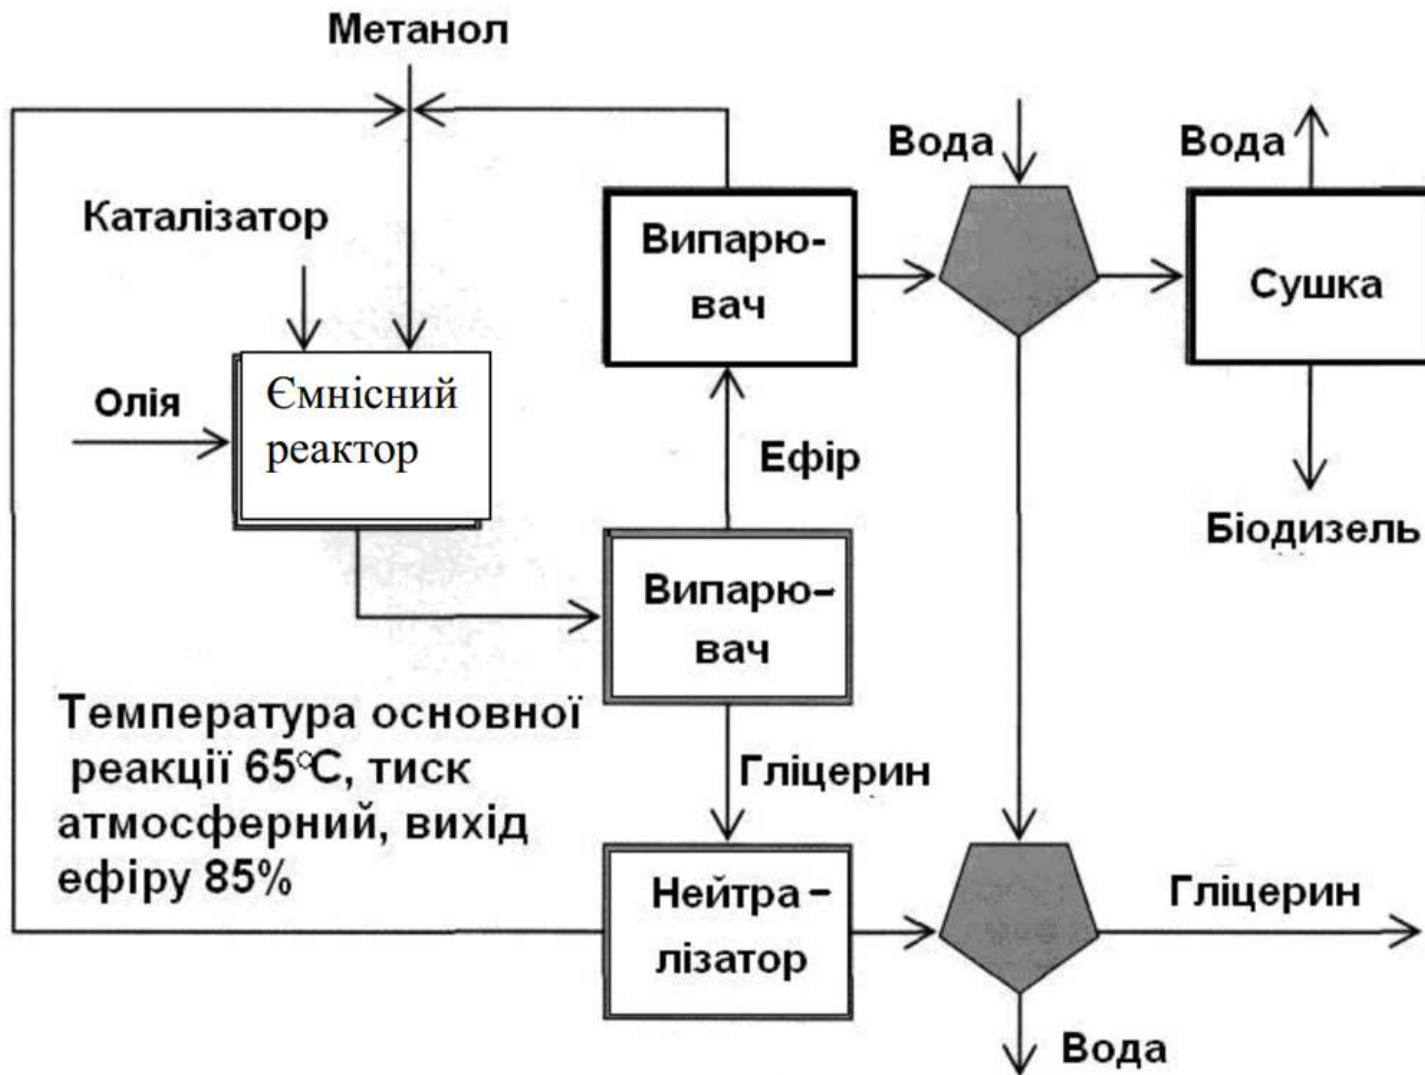 Метанол
Вода
Вода
Каталізатор
Випарю-
вач
Сушка
Олія
Ємнісний
реактор
Ефір
Біодизель
Випарю–
вач
Температура основної
реакції 65°С, тиск
атмосферний, вихід
ефіру 85%
Гліцерин
Нейтра –
лізатор
Гліцерин
Вода